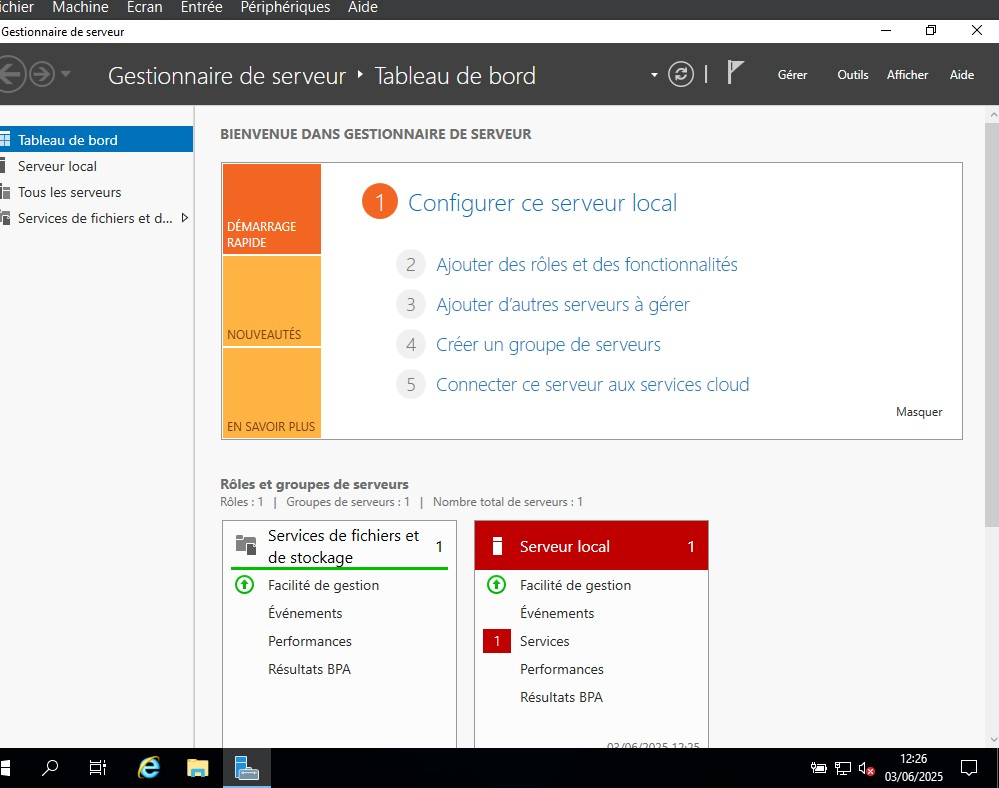 ichier Machine Ecran Entrée Périphériques Aide
Gestionnaire de serveur
Gestionnaire de serveur Tableau de bord
Gérer Outils Afficher Aide
Tableau de bord
Serveur local
Tous les serveurs
Services de fichiers et d...
BIENVENUE DANS GESTIONNAIRE DE SERVEUR
DÉMARRAGE
RAPIDE
NOUVEAUTÉS
EN SAVOIR PLUS
1 Configurer ce serveur local
2 Ajouter des rôles et des fonctionnalités
3 Ajouter d’autres serveurs à gérer
4 Créer un groupe de serveurs
5 Connecter ce serveur aux services cloud
Masquer
Rôles et groupes de serveurs
Rôles : 1 | Groupes de serveurs : 1 | Nombre total de serveurs : 1
Services de fichiers et
de stockage
1
Facilité de gestion
Événements
Performances
Résultats BPA
Serveur local 1
Facilité de gestion
Événements
1 Services
Performances
Résultats BPA
03/06/2025 12:25
12:26
03/06/2025